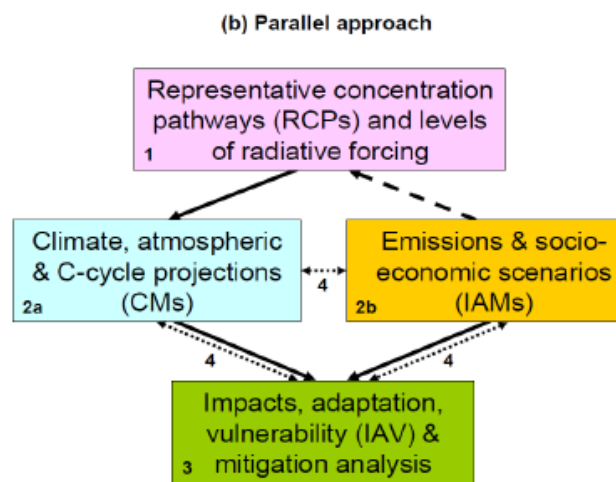 (b) Parallel approach
Representative concentration
pathways (RCPs) and levels
of radiative forcing
1
Climate, atmospheric
& C-cycle projections
(CMs)
2a
4
Emissions & socio-
economic scenarios
(IAMs)
2b
4
4
Impacts, adaptation,
vulnerability (IAV) &
mitigation analysis
3